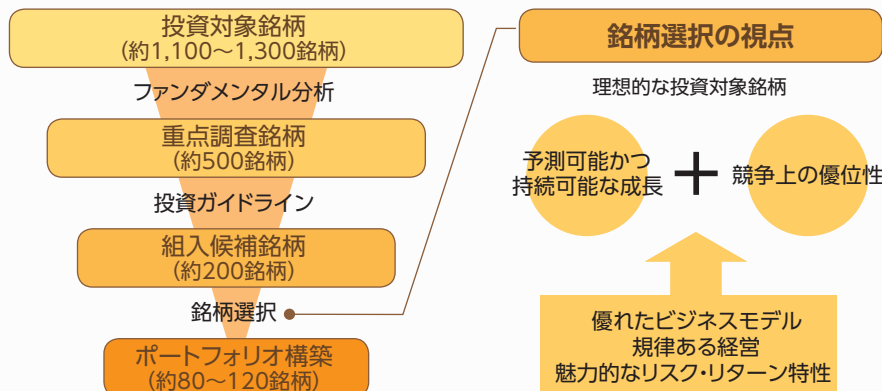 投資対象銘柄
(約1,100～1,300銘柄)
ファンダメンタル分析
重点調査銘柄
(約500銘柄)
投資ガイドライン
組入候補銘柄
(約200銘柄)
銘柄選択
ポートフォリオ構築
(約80～120銘柄)
銘柄選択の視点
理想的な投資対象銘柄
予測可能かつ
持続可能な成長
+
競争上の優位性
優れたビジネスモデル
規律ある経営
魅力的なリスク・リターン特性